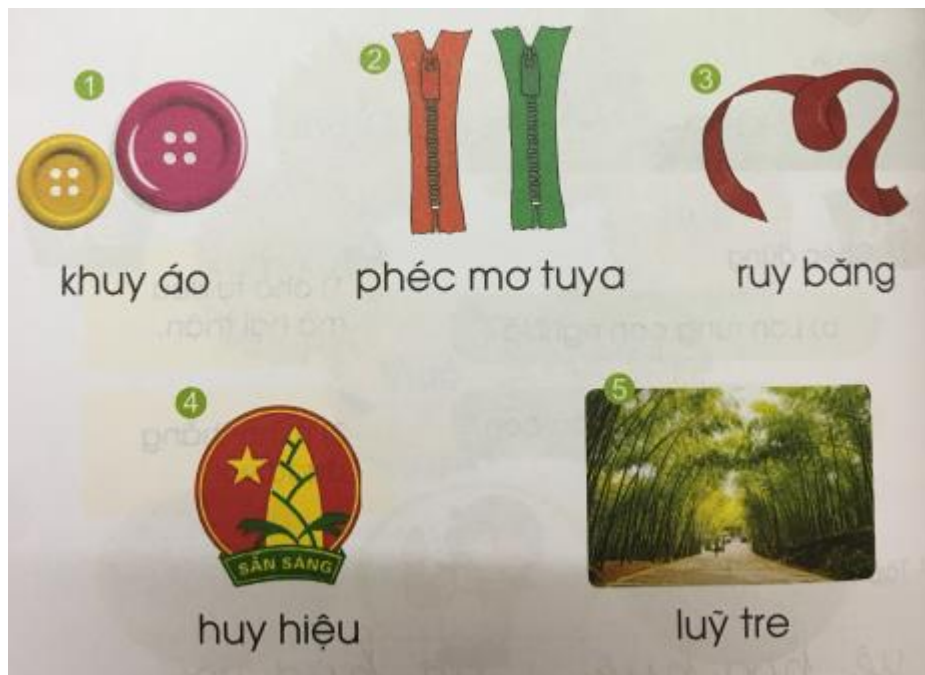 1
2
3
khuy áo
phéc mơ tuya
ruy băng
4
5
SẴN SÀNG
huy hiệu
luỹ tre